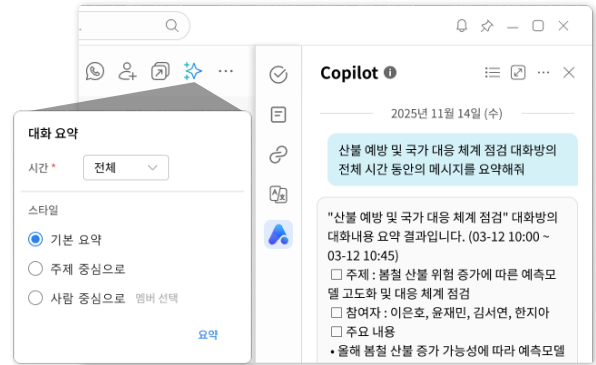 Copilot
2025년 11월 14일 (수)
산불 예방 및 국가 대응 체계 점검 대화방의
전체 시간 동안의 메시지를 요약해줘
"산불 예방 및 국가 대응 체계 점검" 대화방의
대화내용 요약 결과입니다. (03-12 10:00 ~
03-12 10:45)
□ 주제 : 봄철 산불 위험 증가에 따른 예측모
델 고도화 및 대응 체계 점검
□ 참여자 : 이은호, 윤재민, 김서연, 한지아
□ 주요 내용
• 올해 봄철 산불 증가 가능성에 따라 예측모델
대화 요약
시간 *
전체
스타일
기본 요약
주제 중심으로
사람 중심으로 멤버 선택
요약